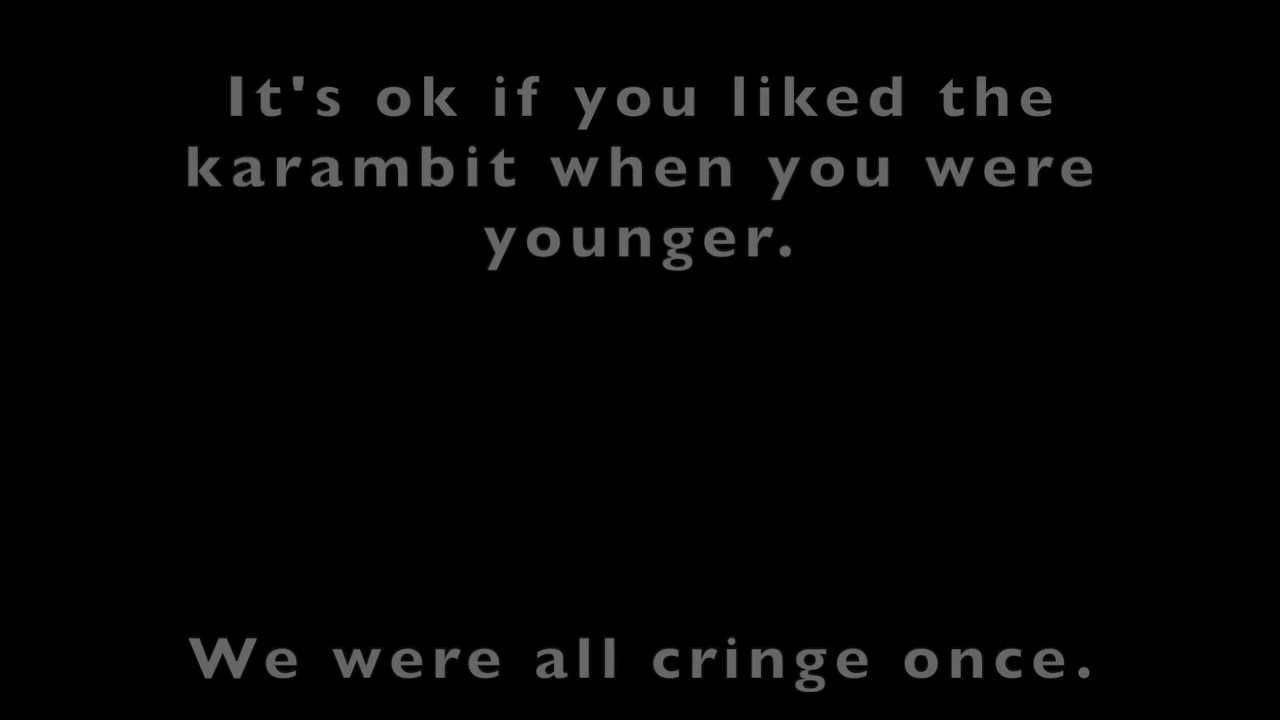 It's ok if you liked the
karambit when you were
younger.
We were all cringe once.